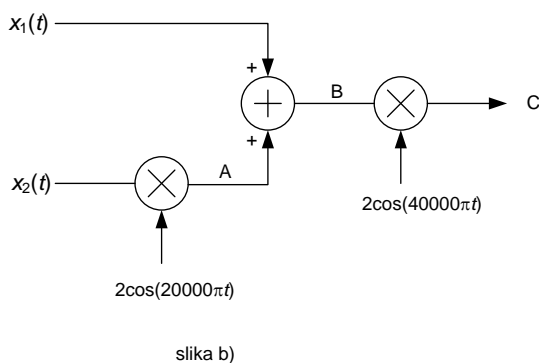 x₁(t)
+
B
C
+
x₂(t)
A
2cos(40000πt)
2cos(20000πt)
slika b)